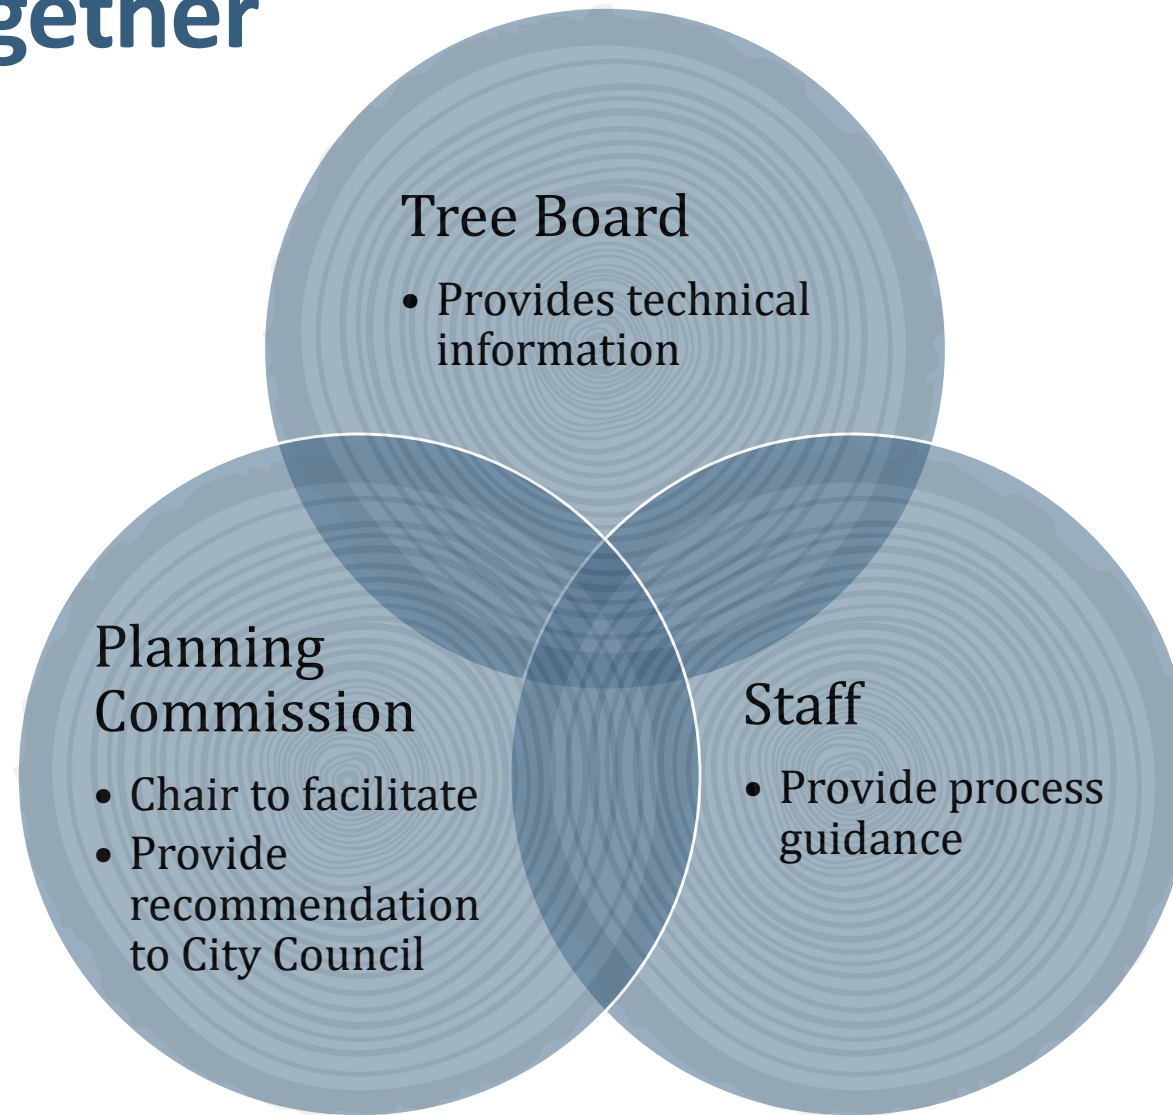 gether
Tree Board
• Provides technical
information
Planning
Commission
• Chair to facilitate
• Provide
recommendation
to City Council
Staff
• Provide process
guidance